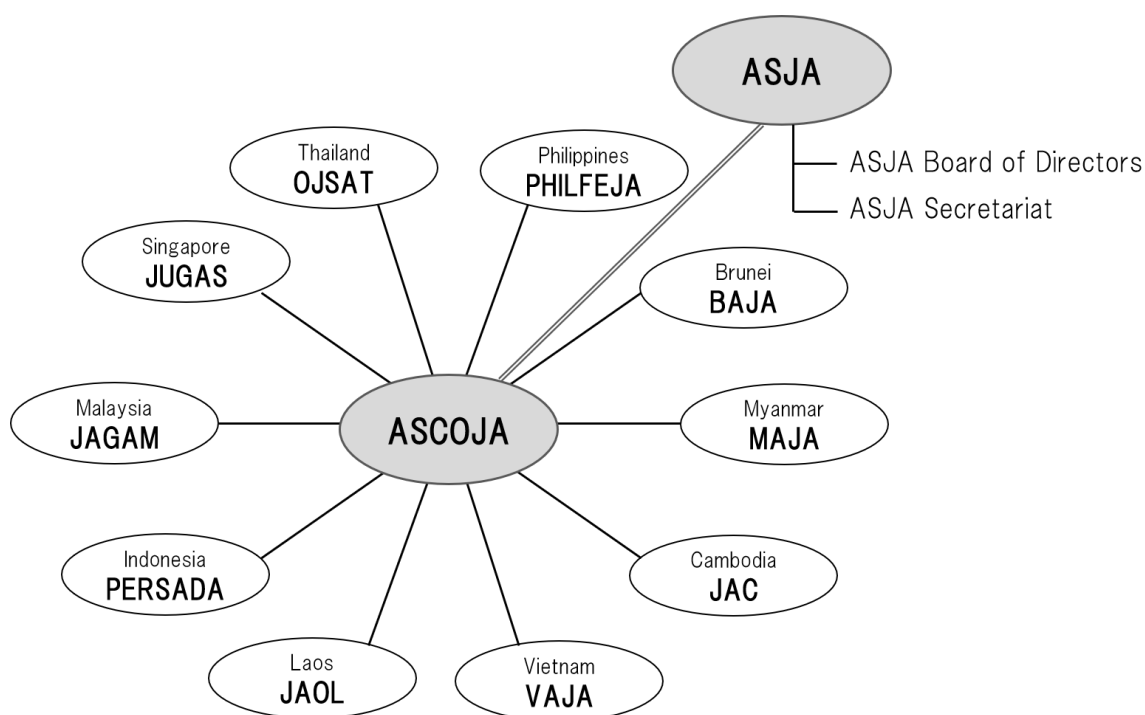 ASJA
ASJA Board of Directors
ASJA Secretariat
Thailand
OJSAT
Philippines
PHILFEJA
Singapore
JUGAS
Brunei
BAJA
Malaysia
JAGAM
ASCOJA
Myanmar
MAJA
Indonesia
PERSADA
Cambodia
JAC
Laos
JAOL
Vietnam
VAJA